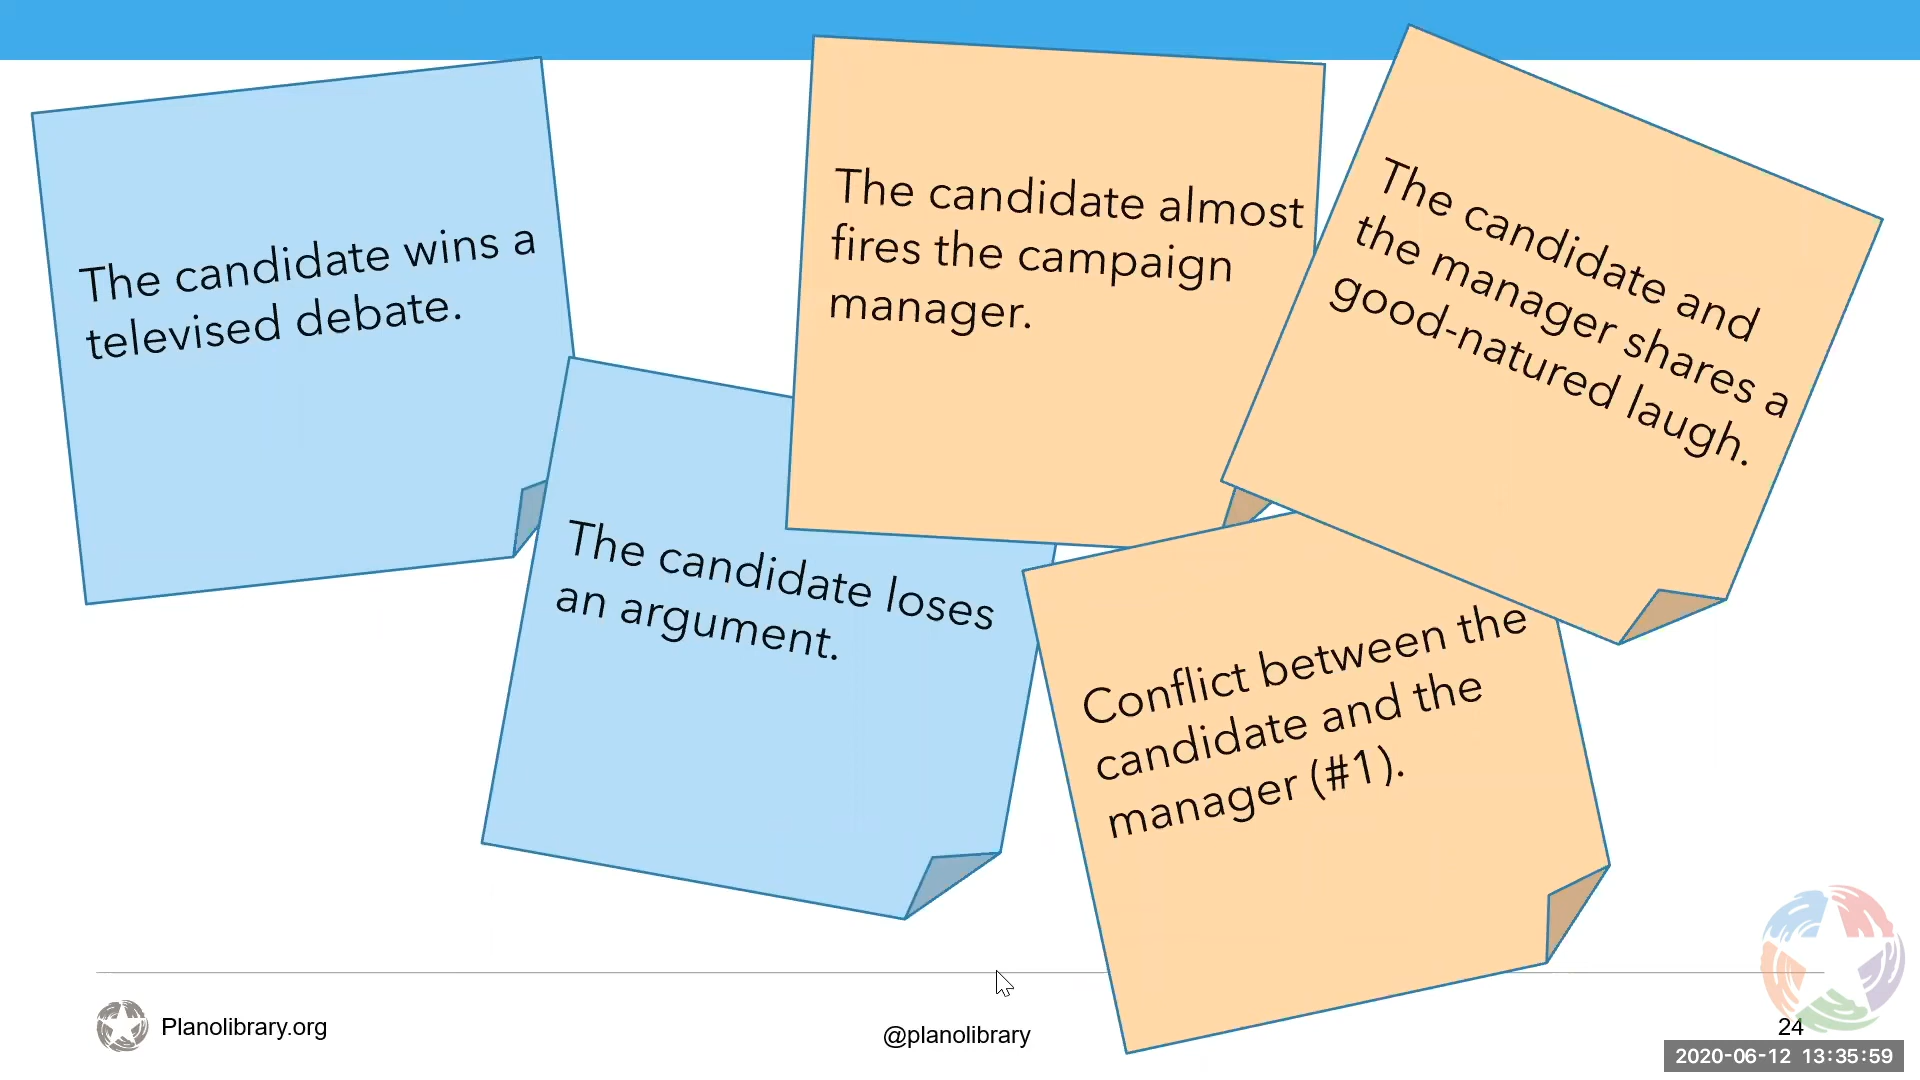 The candidate wins a
televised debate.
The candidate loses
an argument.
The candidate almost
fires the campaign
manager.
The candidate and
the manager shares a
good-natured laugh.
Conflict between the
candidate and the
manager (#1).
Planolibrary.org
@planolibrary
24
2020-06-12 13:35:59